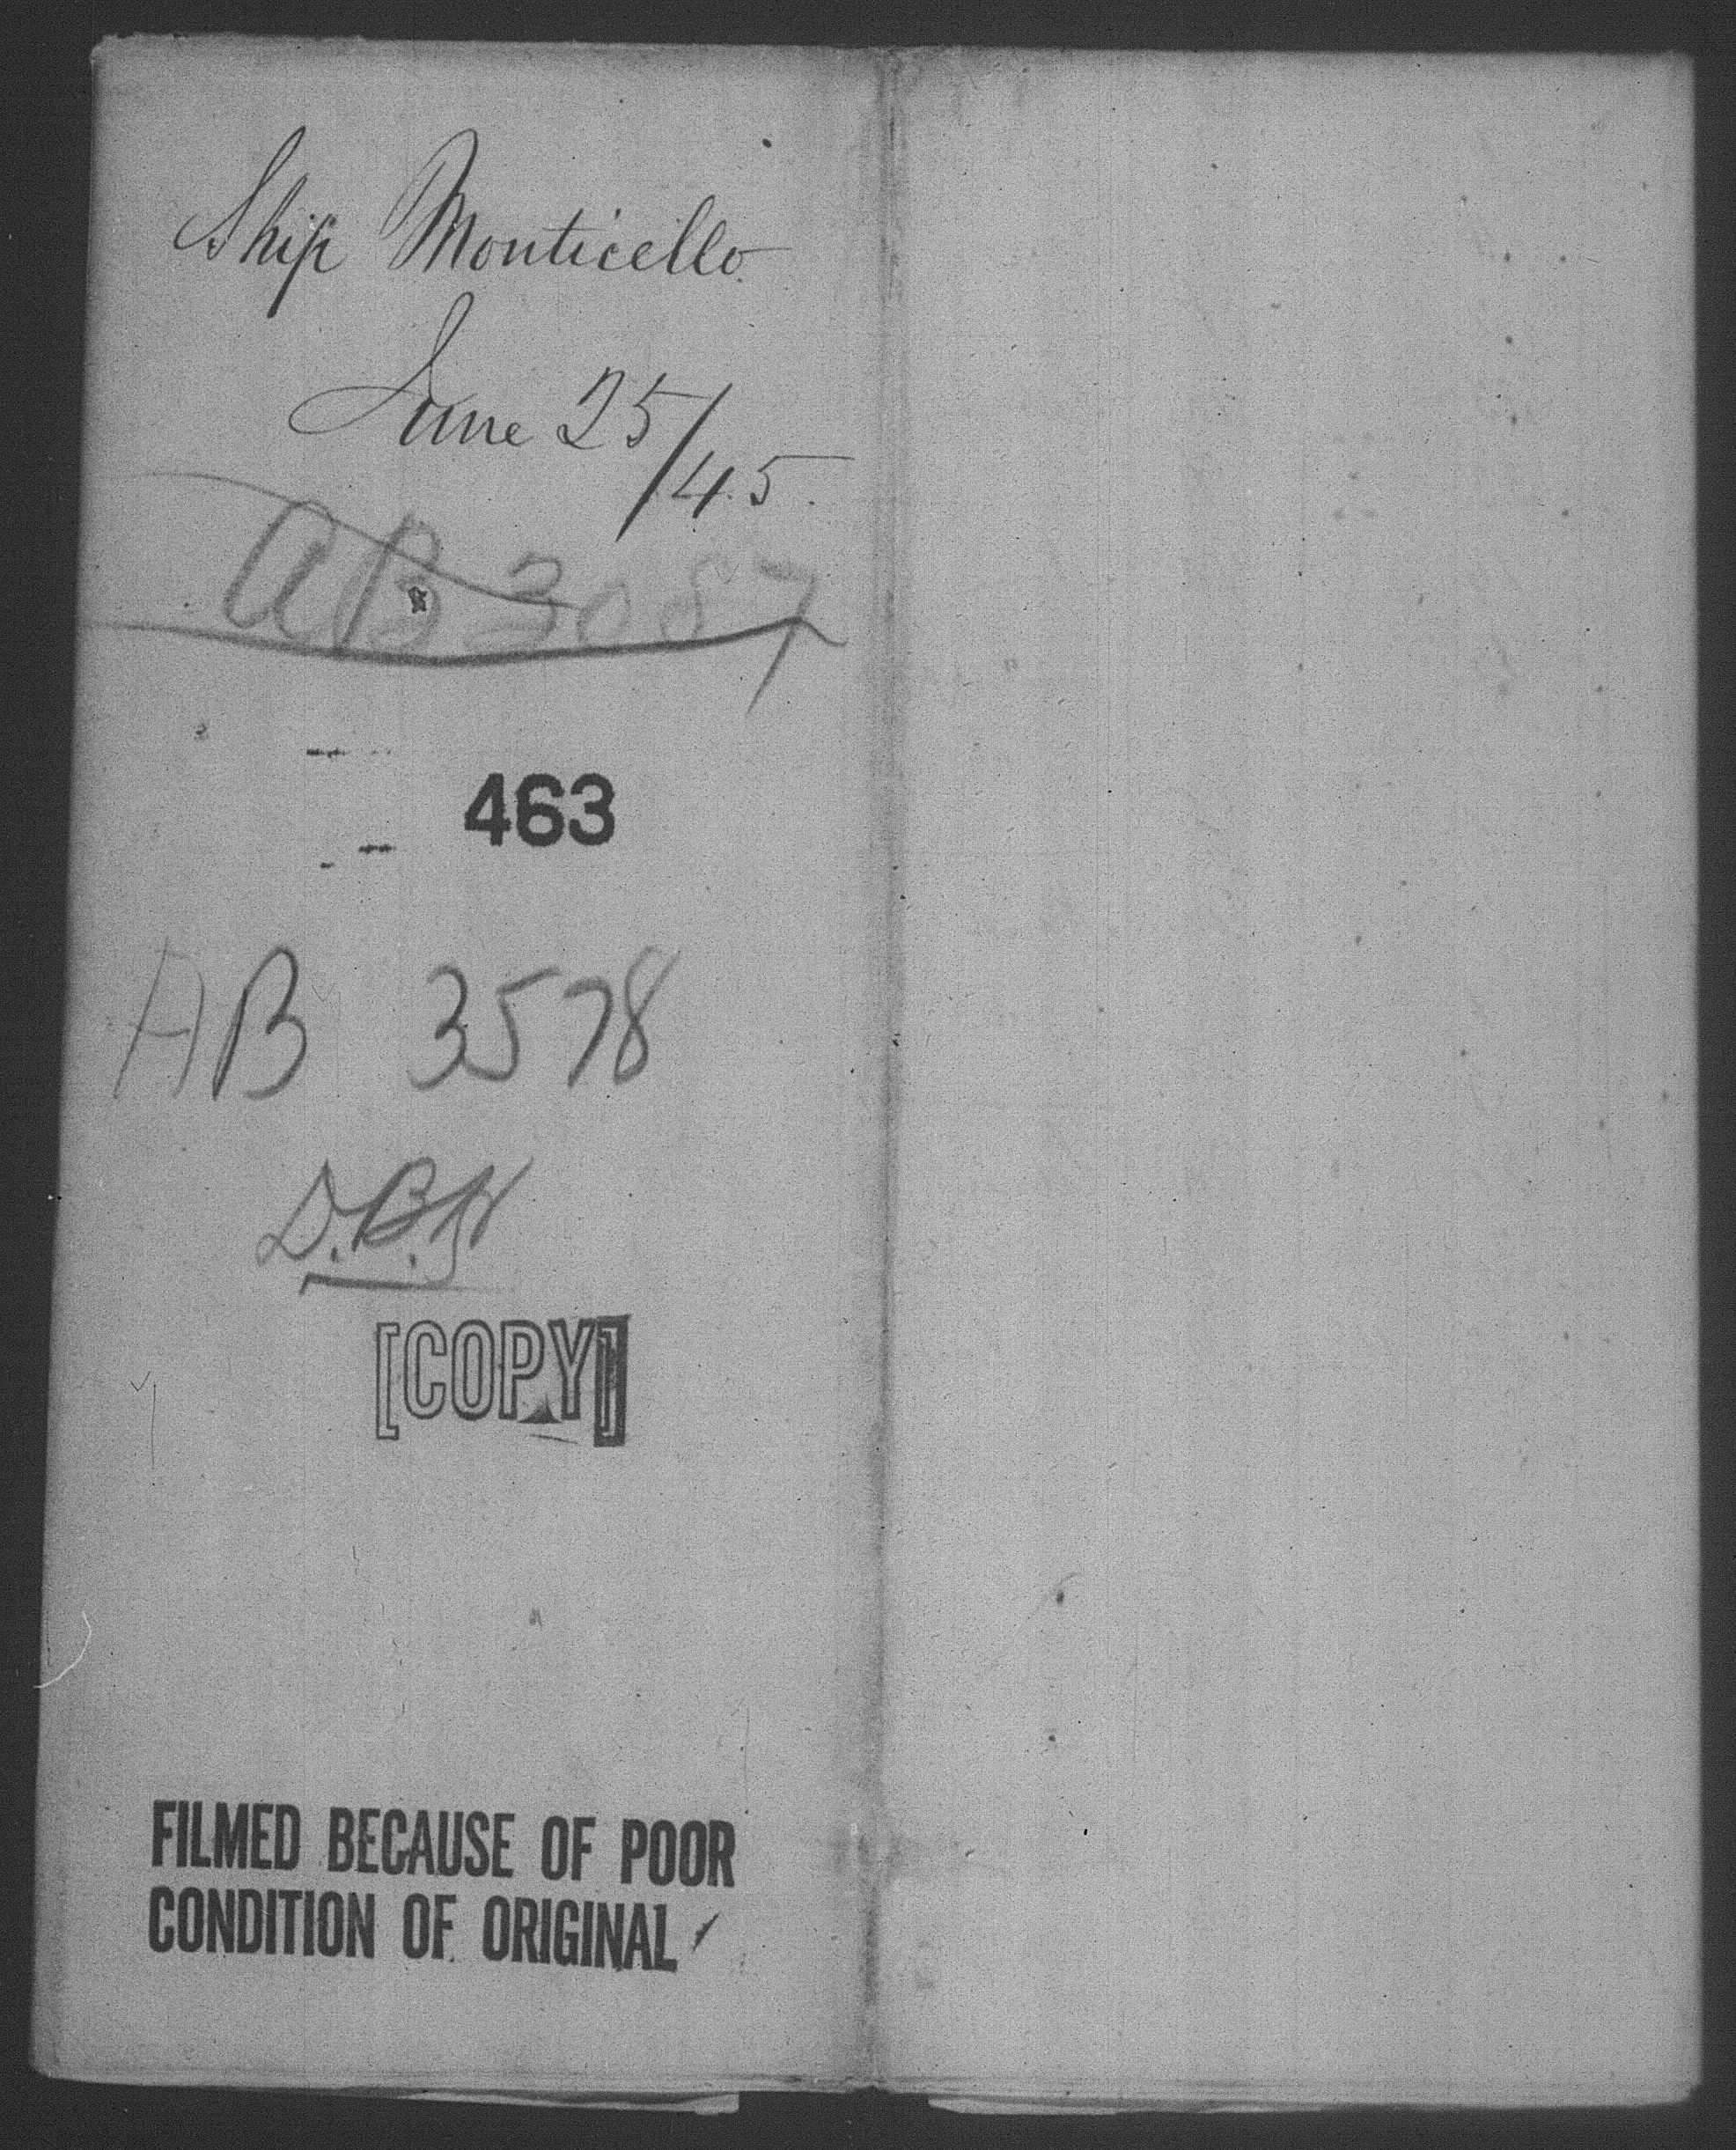 Ship Monticello
June 25/45.
AB 3087
463
AB 3578
D.B.
[COPY]
FILMED BECAUSE OF POOR
CONDITION OF ORIGINAL